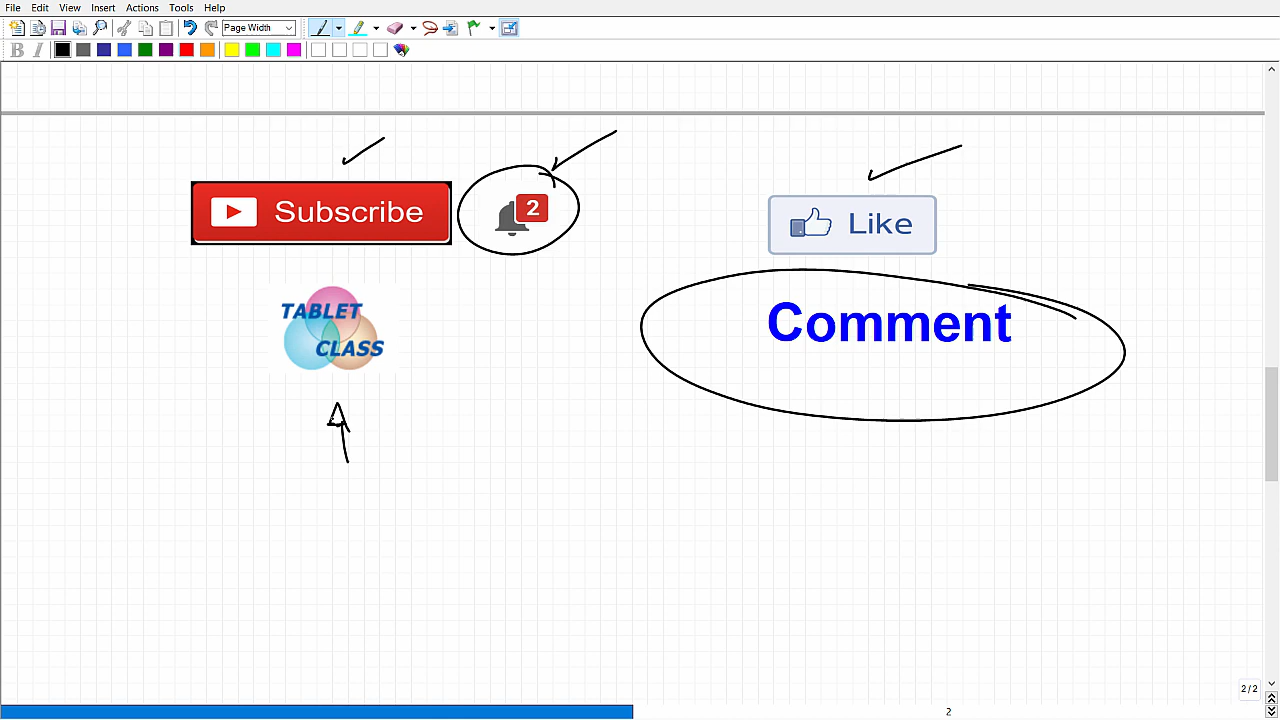 File Edit View Insert Actions Tools Help
Page Width
B I
Subscribe
2
Like
TABLET
CLASS
Comment
2/2
2